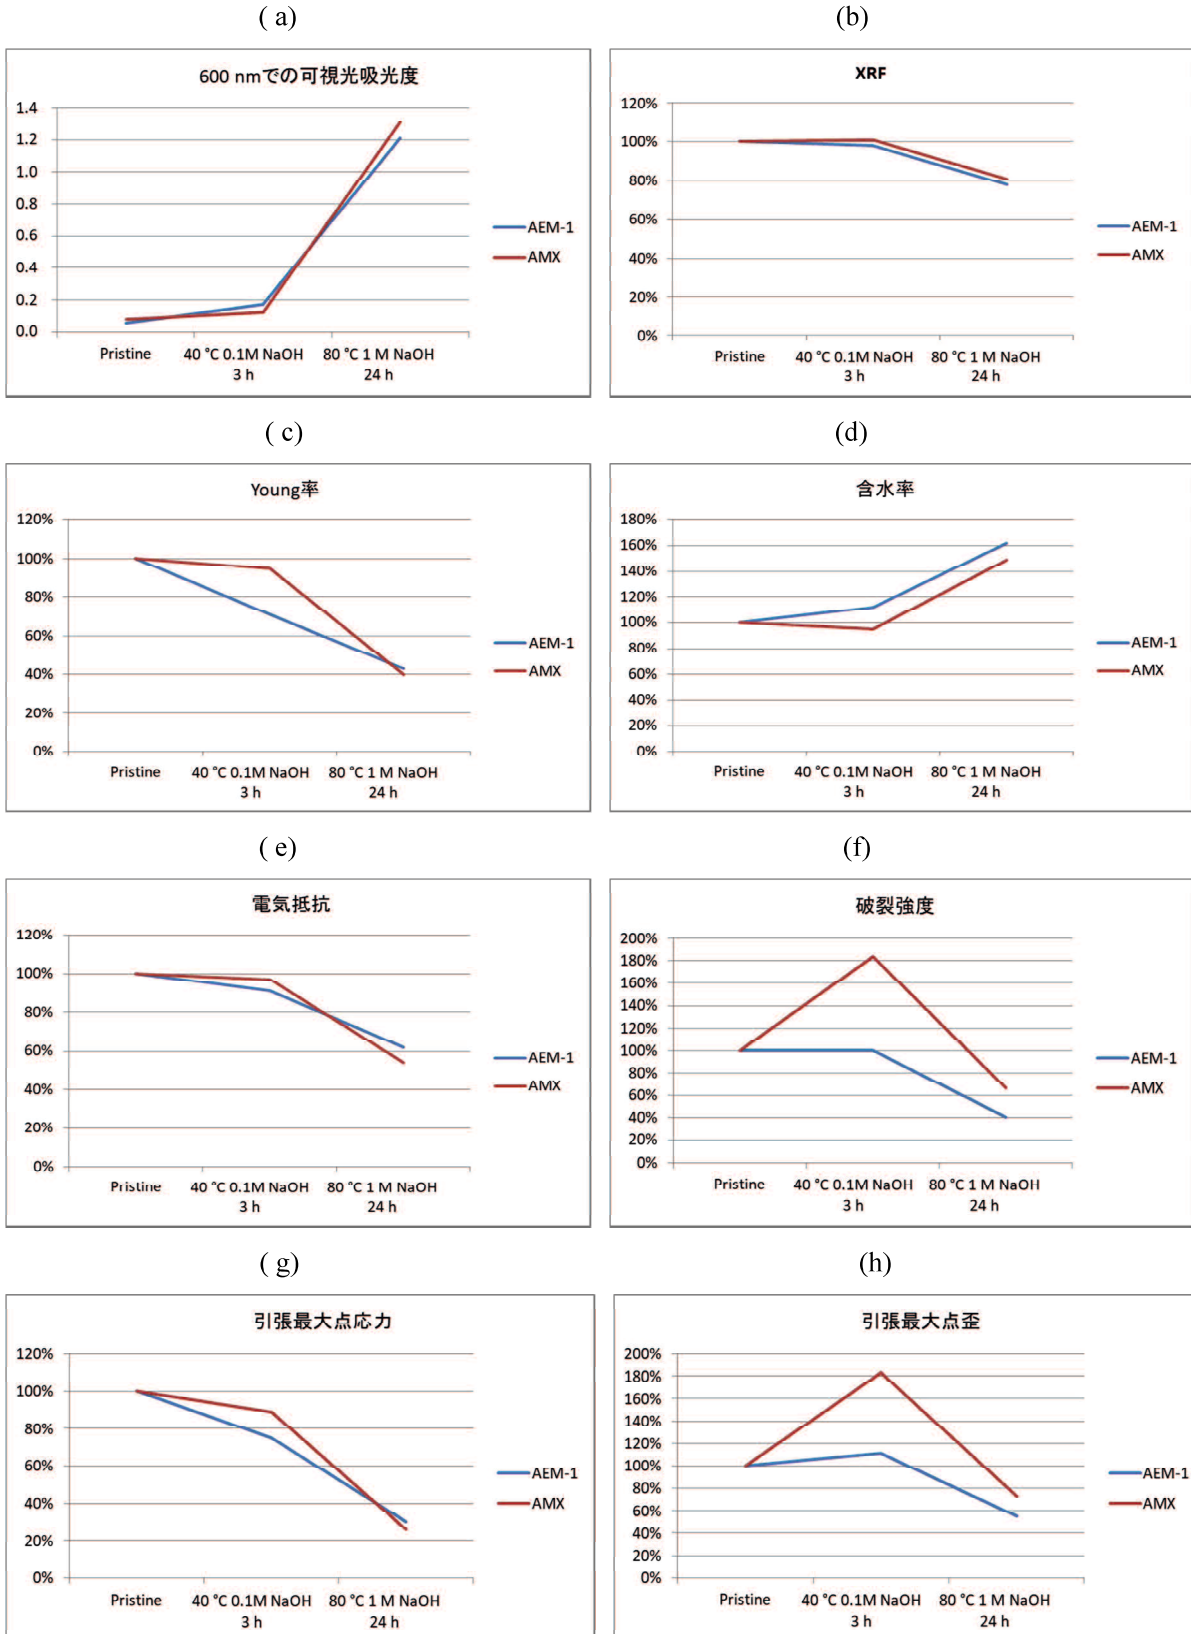 ( a)
(b)
600 nmでの可視光吸光度
1.4
1.2
1.0
0.8
0.6
0.4
0.2
0.0
Pristine
40 °C 0.1M NaOH
3 h
80 °C 1 M NaOH
24 h
AEM-1
AMX
XRF
120%
100%
80%
60%
40%
20%
0%
Pristine
40 °C 0.1M NaOH
3 h
80 °C 1 M NaOH
24 h
AEM-1
AMX
( c)
(d)
Young率
120%
100%
80%
60%
40%
20%
0%
Pristine
40 °C 0.1M NaOH
3 h
80 °C 1 M NaOH
24 h
AEM-1
AMX
含水率
180%
160%
140%
120%
100%
80%
60%
40%
20%
0%
Pristine
40 °C 0.1M NaOH
3 h
80 °C 1 M NaOH
24 h
AEM-1
AMX
( e)
(f)
電気抵抗
120%
100%
80%
60%
40%
20%
0%
Pristine
40 °C 0.1M NaOH
3 h
80 °C 1 M NaOH
24 h
AEM-1
AMX
破裂強度
200%
180%
160%
140%
120%
100%
80%
60%
40%
20%
0%
Pristine
40 °C 0.1M NaOH
3 h
80 °C 1 M NaOH
24 h
AEM-1
AMX
( g)
(h)
引張最大点応力
120%
100%
80%
60%
40%
20%
0%
Pristine
40 °C 0.1M NaOH
3 h
80 °C 1 M NaOH
24 h
AEM-1
AMX
引張最大点歪
200%
180%
160%
140%
120%
100%
80%
60%
40%
20%
0%
Pristine
40 °C 0.1M NaOH
3 h
80 °C 1 M NaOH
24 h
AEM-1
AMX